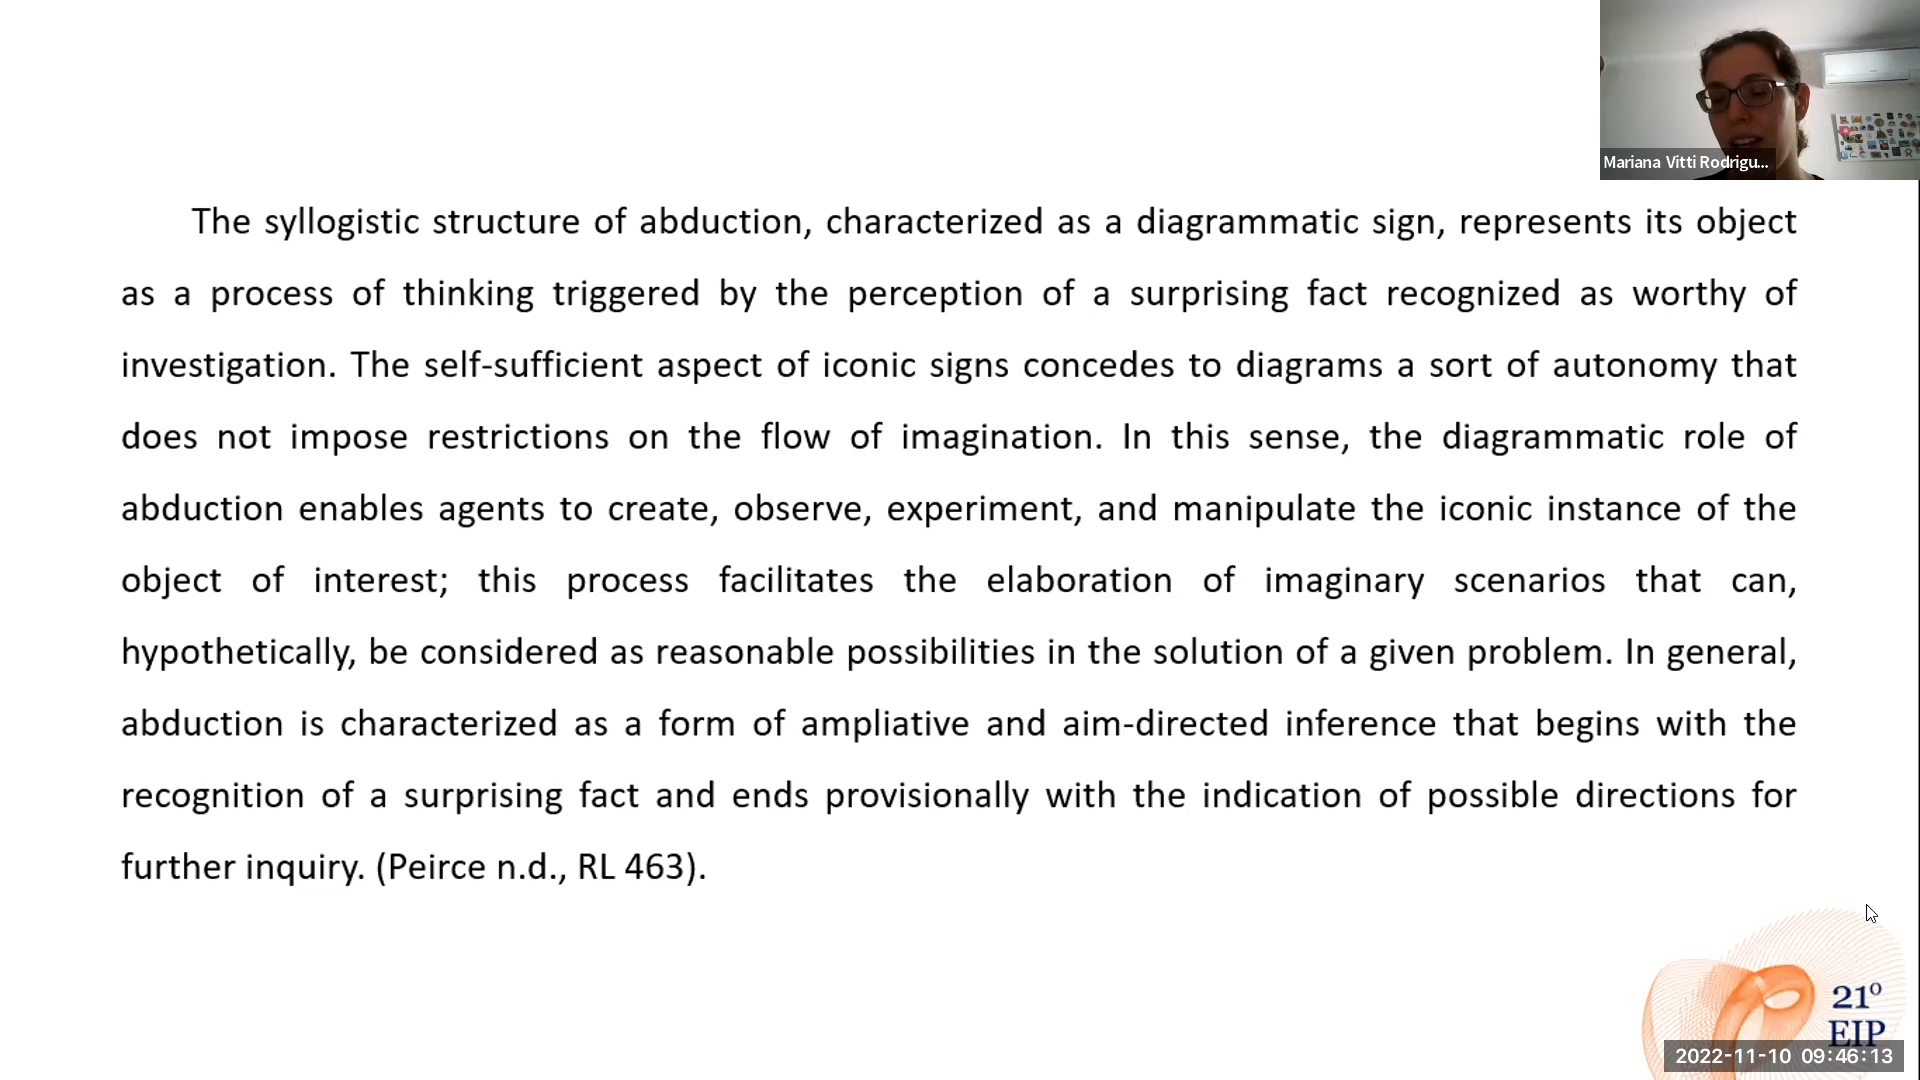 Mariana Vitti Rodrigu...
The syllogistic structure of abduction, characterized as a diagrammatic sign, represents its object
as a process of thinking triggered by the perception of a surprising fact recognized as worthy of
investigation. The self-sufficient aspect of iconic signs concedes to diagrams a sort of autonomy that
does not impose restrictions on the flow of imagination. In this sense, the diagrammatic role of
abduction enables agents to create, observe, experiment, and manipulate the iconic instance of the
object of interest; this process facilitates the elaboration of imaginary scenarios that can,
hypothetically, be considered as reasonable possibilities in the solution of a given problem. In general,
abduction is characterized as a form of ampliative and aim-directed inference that begins with the
recognition of a surprising fact and ends provisionally with the indication of possible directions for
further inquiry. (Peirce n.d., RL 463).
21º
EIP
2022-11-10 09:46:13